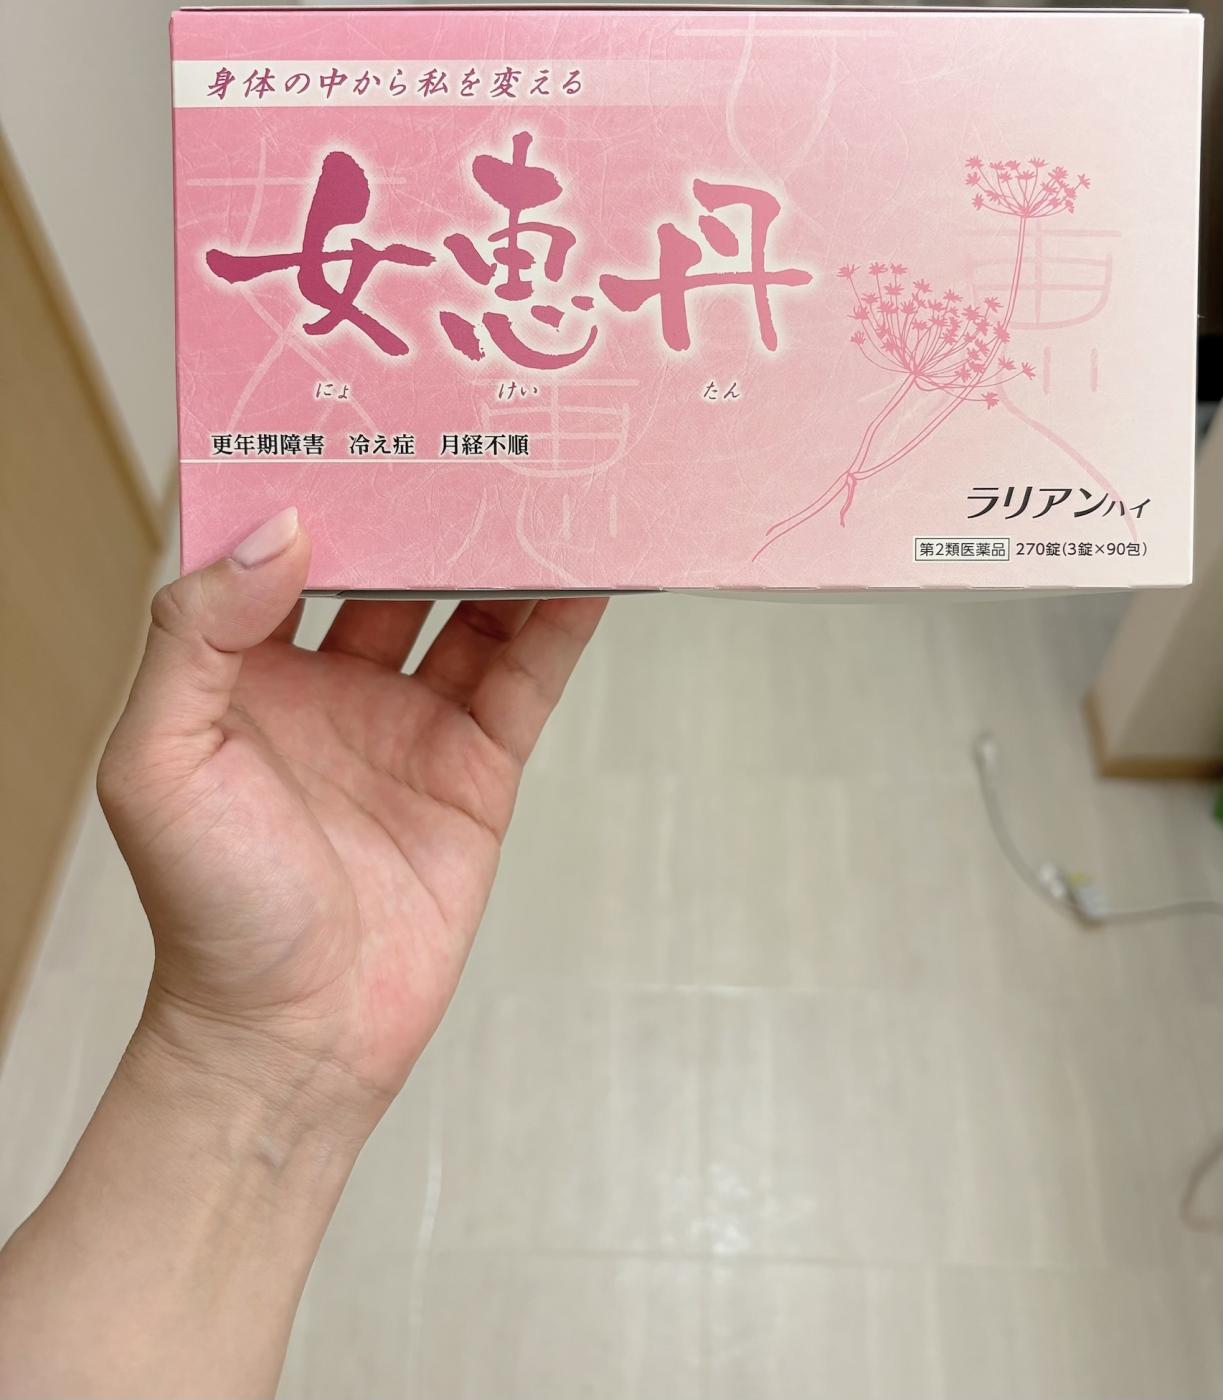 身体の中から私を変える
女恵丹
にょ けい たん
更年期障害 冷え症 月経不順
ラリアンハイ
第2類医薬品 270錠(3錠×90包)